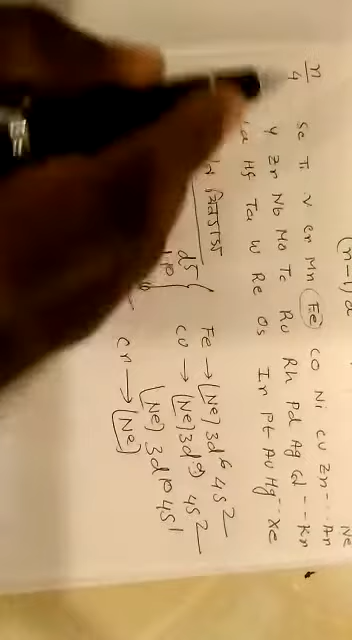 Ne
(n-1)d
n
4 Sc Ti V Cr Mn Fe Co Ni Cu Zn --- Ar
Y Zr Nb Mo Tc Ru Rh Pd Ag Cd -- Kr
La Hf Ta W Re Os Ir Pt Au Hg -- Xe
d5
Fe → [Ne] 3d6 4s2
Cu → [Ne] 3d9 4s2
[Ne] 3d10 4s1
Cr → [Ne]